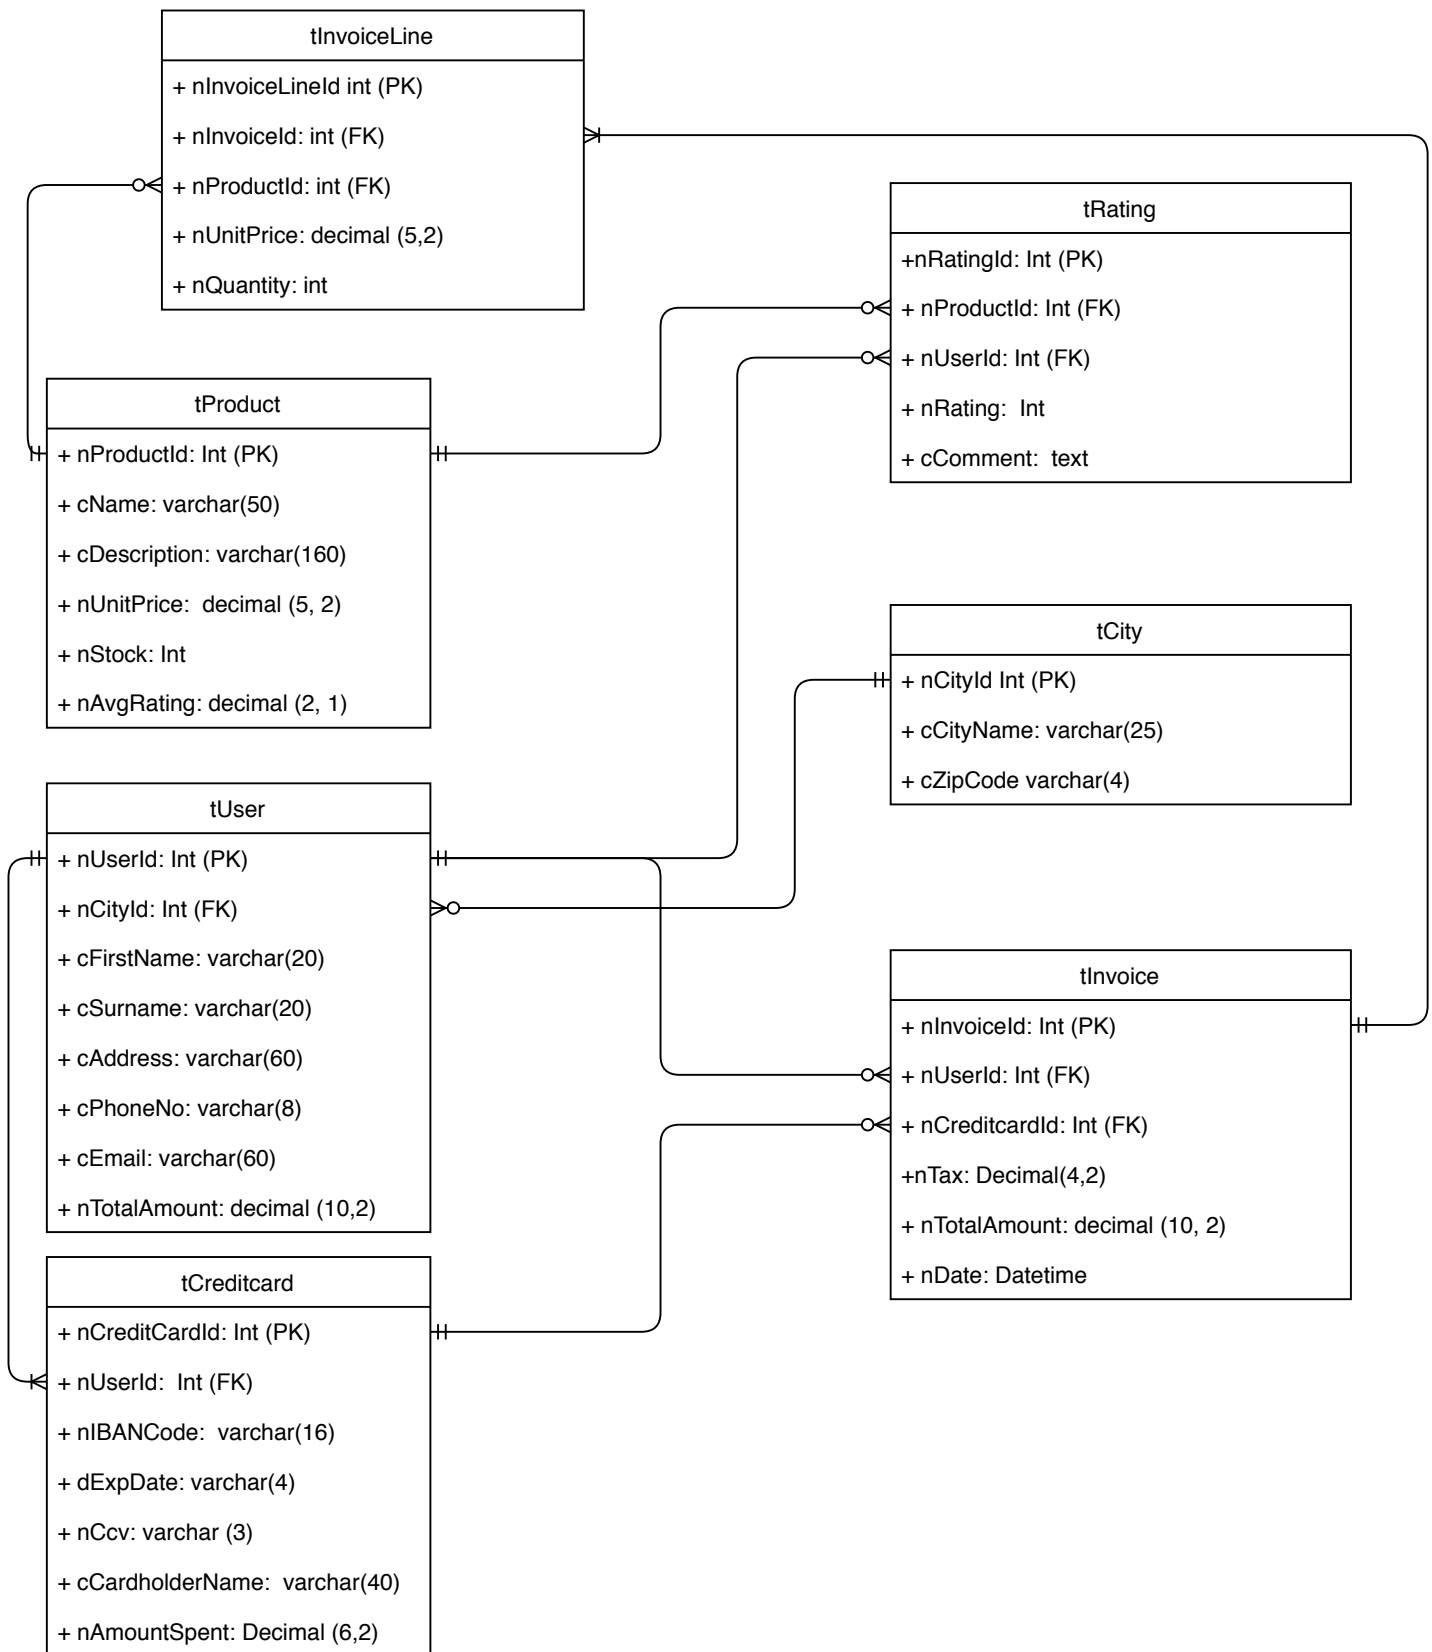 tInvoiceLine
+ nInvoiceLineId int (PK)
+ nInvoiceId: int (FK)
+ nProductId: int (FK)
+ nUnitPrice: decimal (5,2)
+ nQuantity: int
tRating
+nRatingId: Int (PK)
+ nProductId: Int (FK)
+ nUserId: Int (FK)
+ nRating:  Int
+ cComment:  text
tProduct
+ nProductId: Int (PK)
+ cName: varchar(50)
+ cDescription: varchar(160)
+ nUnitPrice:  decimal (5, 2)
+ nStock: Int
+ nAvgRating: decimal (2, 1)
tCity
+ nCityId Int (PK)
+ cCityName: varchar(25)
+ cZipCode varchar(4)
tUser
+ nUserId: Int (PK)
+ nCityId: Int (FK)
+ cFirstName: varchar(20)
+ cSurname: varchar(20)
+ cAddress: varchar(60)
+ cPhoneNo: varchar(8)
+ cEmail: varchar(60)
+ nTotalAmount: decimal (10,2)
tInvoice
+ nInvoiceId: Int (PK)
+ nUserId: Int (FK)
+ nCreditcardId: Int (FK)
+nTax: Decimal(4,2)
+ nTotalAmount: decimal (10, 2)
+ nDate: Datetime
tCreditcard
+ nCreditCardId: Int (PK)
+ nUserId:  Int (FK)
+ nIBANCode:  varchar(16)
+ dExpDate: varchar(4)
+ nCcv: varchar (3)
+ cCardholderName:  varchar(40)
+ nAmountSpent: Decimal (6,2)